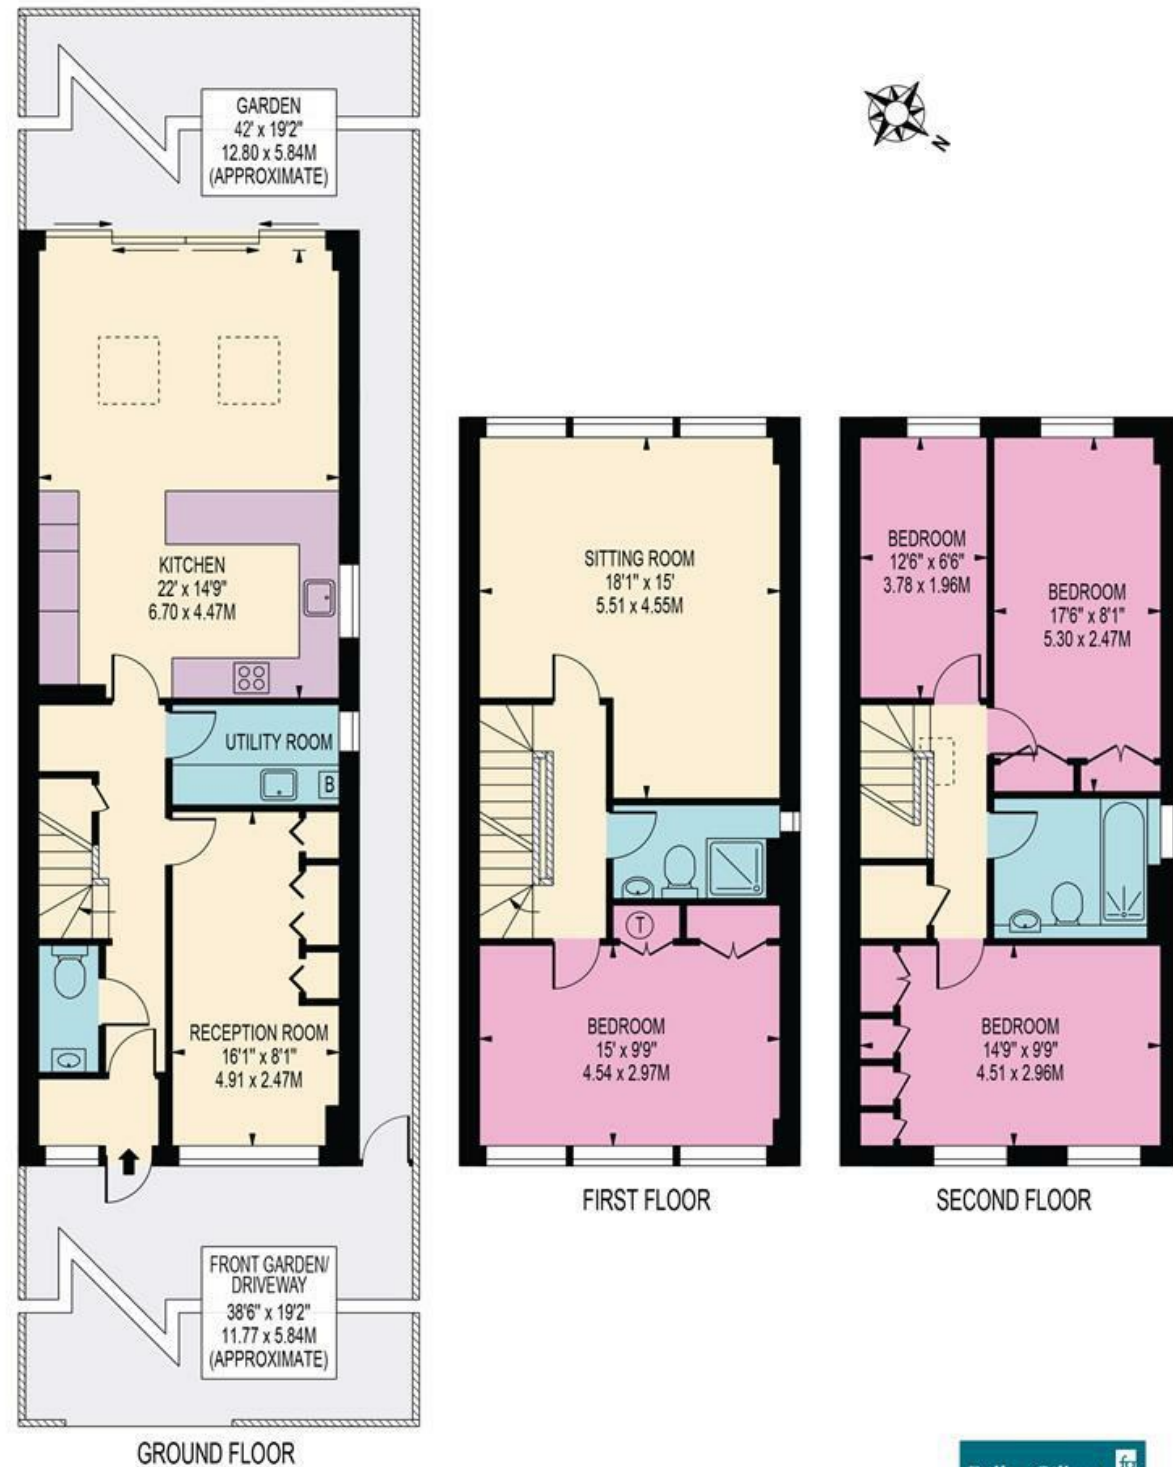 GARDEN
42' x 19'2"
12.80 x 5.84M
(APPROXIMATE)
N
KITCHEN
22' x 14'9"
6.70 x 4.47M
UTILITY ROOM
B
RECEPTION ROOM
16'1" x 8'1"
4.91 x 2.47M
FRONT GARDEN/
DRIVEWAY
38'6" x 19'2"
11.77 x 5.84M
(APPROXIMATE)
GROUND FLOOR
SITTING ROOM
18'1" x 15'
5.51 x 4.55M
T
BEDROOM
15' x 9'9"
4.54 x 2.97M
FIRST FLOOR
BEDROOM
12'6" x 6'6"
3.78 x 1.96M
BEDROOM
17'6" x 8'1"
5.30 x 2.47M
BEDROOM
14'9" x 9'9"
4.51 x 2.96M
SECOND FLOOR